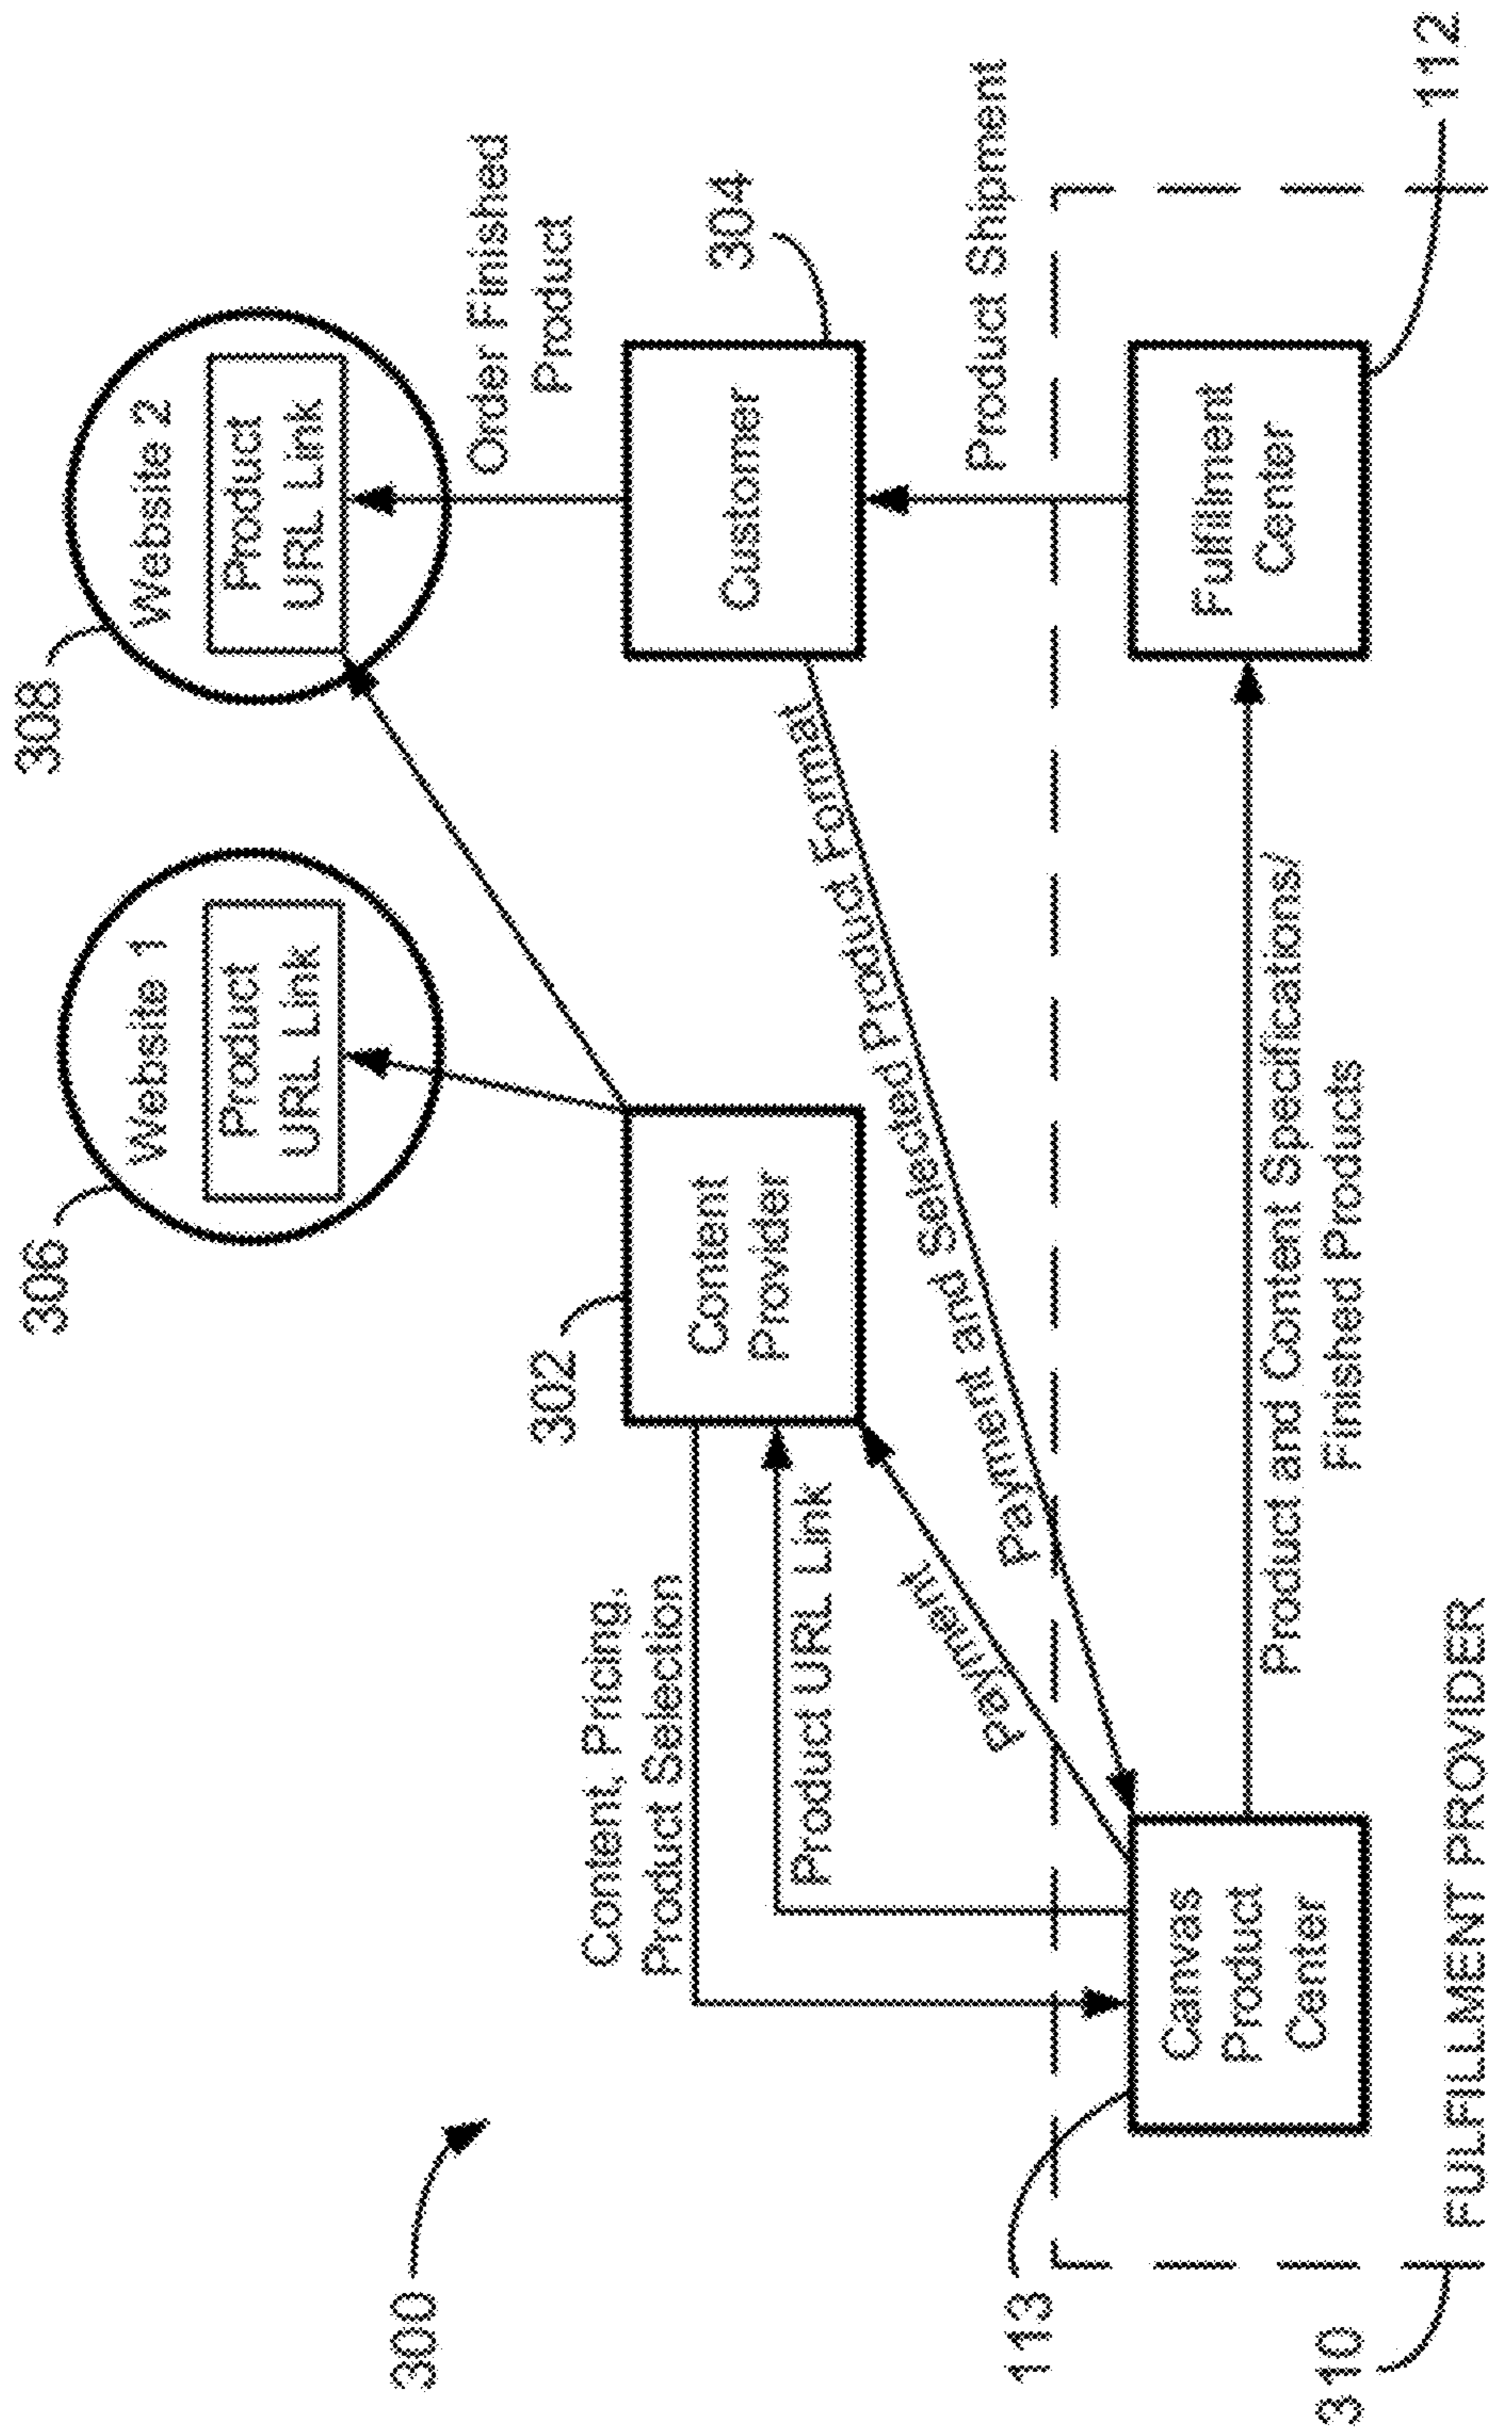 300
306
Website 1
Product
URL Link
308
Website 2
Product
URL Link
Order Finished
Product
302
Content
Provider
304
Customer
Content, Pricing,
Product Selection
Product URL Link
Payment
Payment and Selected Product Format
Product Shipment
113
Canvas
Product
Center
Product and Content Specifications/
Finished Products
Fulfillment
Center
112
310
FULFILLMENT PROVIDER